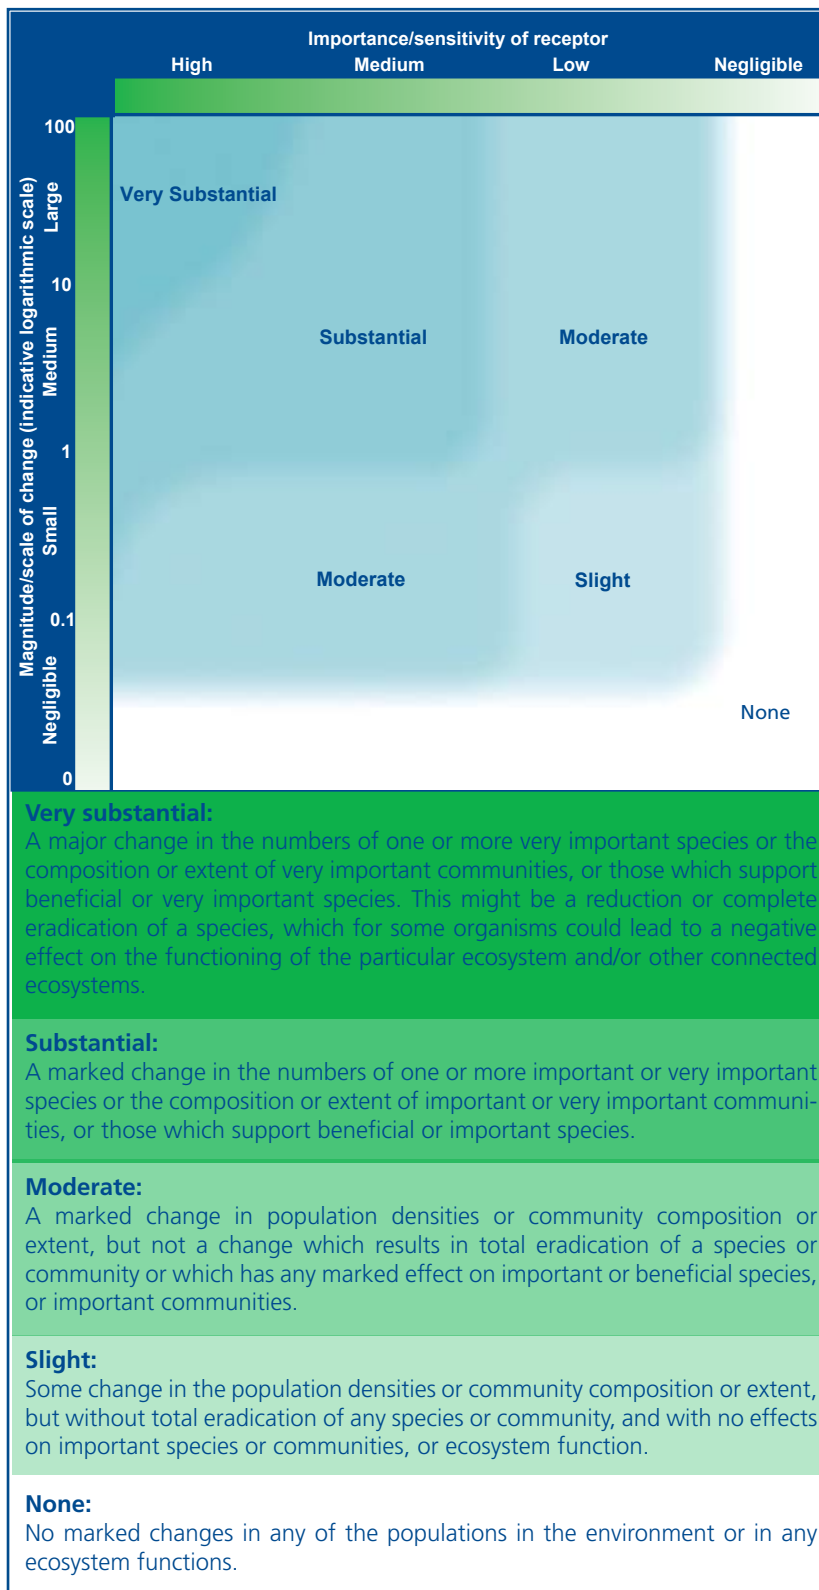 Importance/sensitivity of receptor
High Medium Low Negligible
Magnitude/scale of change (indicative logarithmic scale)
100
Large
10
Medium
1
Small
0.1
Negligible
0
Very Substantial
Substantial Moderate
Moderate Slight
None
Very substantial:
A major change in the numbers of one or more very important species or the
composition or extent of very important communities, or those which support
beneficial or very important species. This might be a reduction or complete
eradication of a species, which for some organisms could lead to a negative
effect on the functioning of the particular ecosystem and/or other connected
ecosystems.
Substantial:
A marked change in the numbers of one or more important or very important
species or the composition or extent of important or very important communi-
ties, or those which support beneficial or important species.
Moderate:
A marked change in population densities or community composition or
extent, but not a change which results in total eradication of a species or
community or which has any marked effect on important or beneficial species,
or important communities.
Slight:
Some change in the population densities or community composition or extent,
but without total eradication of any species or community, and with no effects
on important species or communities, or ecosystem function.
None:
No marked changes in any of the populations in the environment or in any
ecosystem functions.